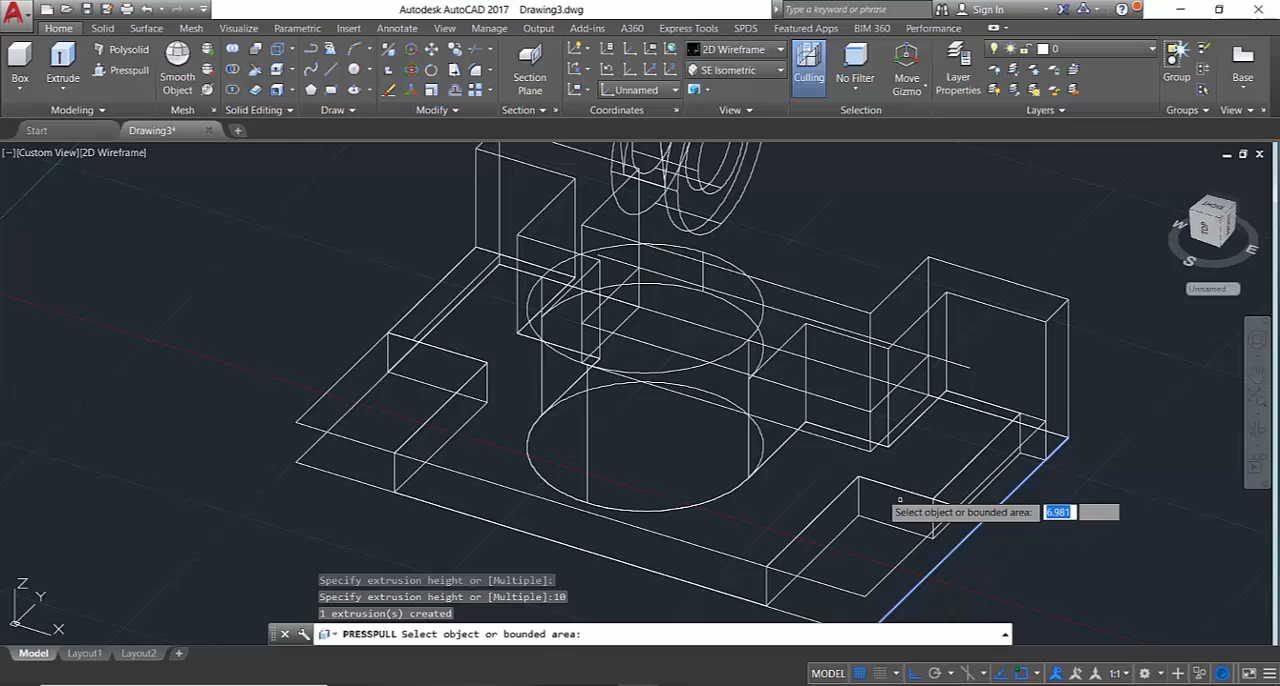 Autodesk AutoCAD 2017 Drawing3.dwg
Type a keyword or phrase
Sign In
Home Solid Surface Mesh Visualize Parametric Insert Annotate View Manage Output Add-ins A360 Express Tools SPDS Featured Apps BIM 360 Performance
Box
Extrude
Polysolid
Presspull
Smooth Object
Section Plane
2D Wireframe
SE Isometric
Unnamed
Culling
No Filter
Move Gizmo
Layer Properties
0
Group
Base
Modeling Mesh Solid Editing Draw Modify Section Coordinates View Selection Layers Groups View
Start Drawing3* +
[−][Custom View][2D Wireframe]
RIGHT
TOP
W
E
S
Unnamed
Select object or bounded area: 6.981
Specify extrusion height or [Multiple]:
Specify extrusion height or [Multiple]:10
1 extrusion(s) created
Z
Y
X
PRESSPULL Select object or bounded area:
Model Layout1 Layout2 +
MODEL 1:1